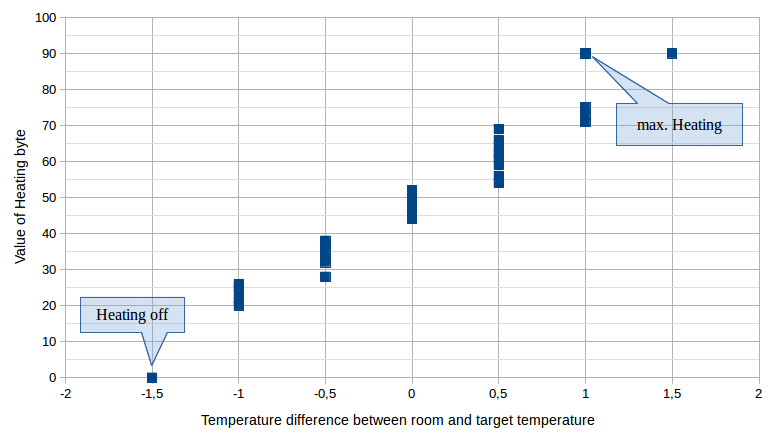 100
90
80
70
60
50
40
30
20
10
0
Value of Heating byte
max. Heating
Heating off
-2 -1,5 -1 -0,5 0 0,5 1 1,5 2
Temperature difference between room and target temperature